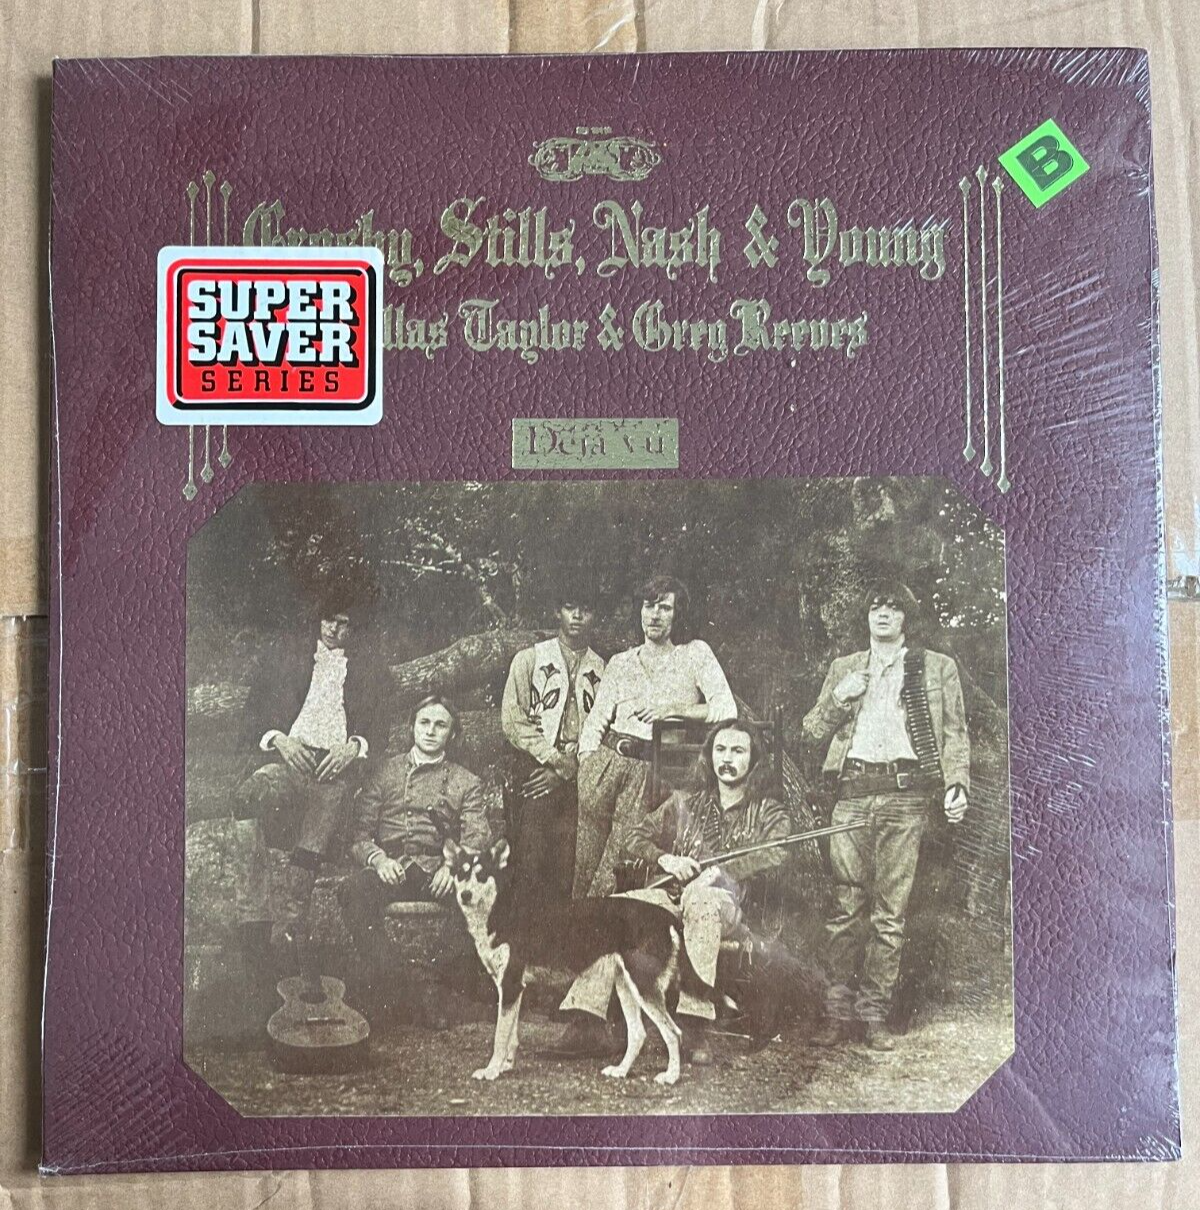 B
Crosby, Stills, Nash & Young
SUPER
SAVER
SERIES
llas Taylor & Greg Reeves
Déjà Vu